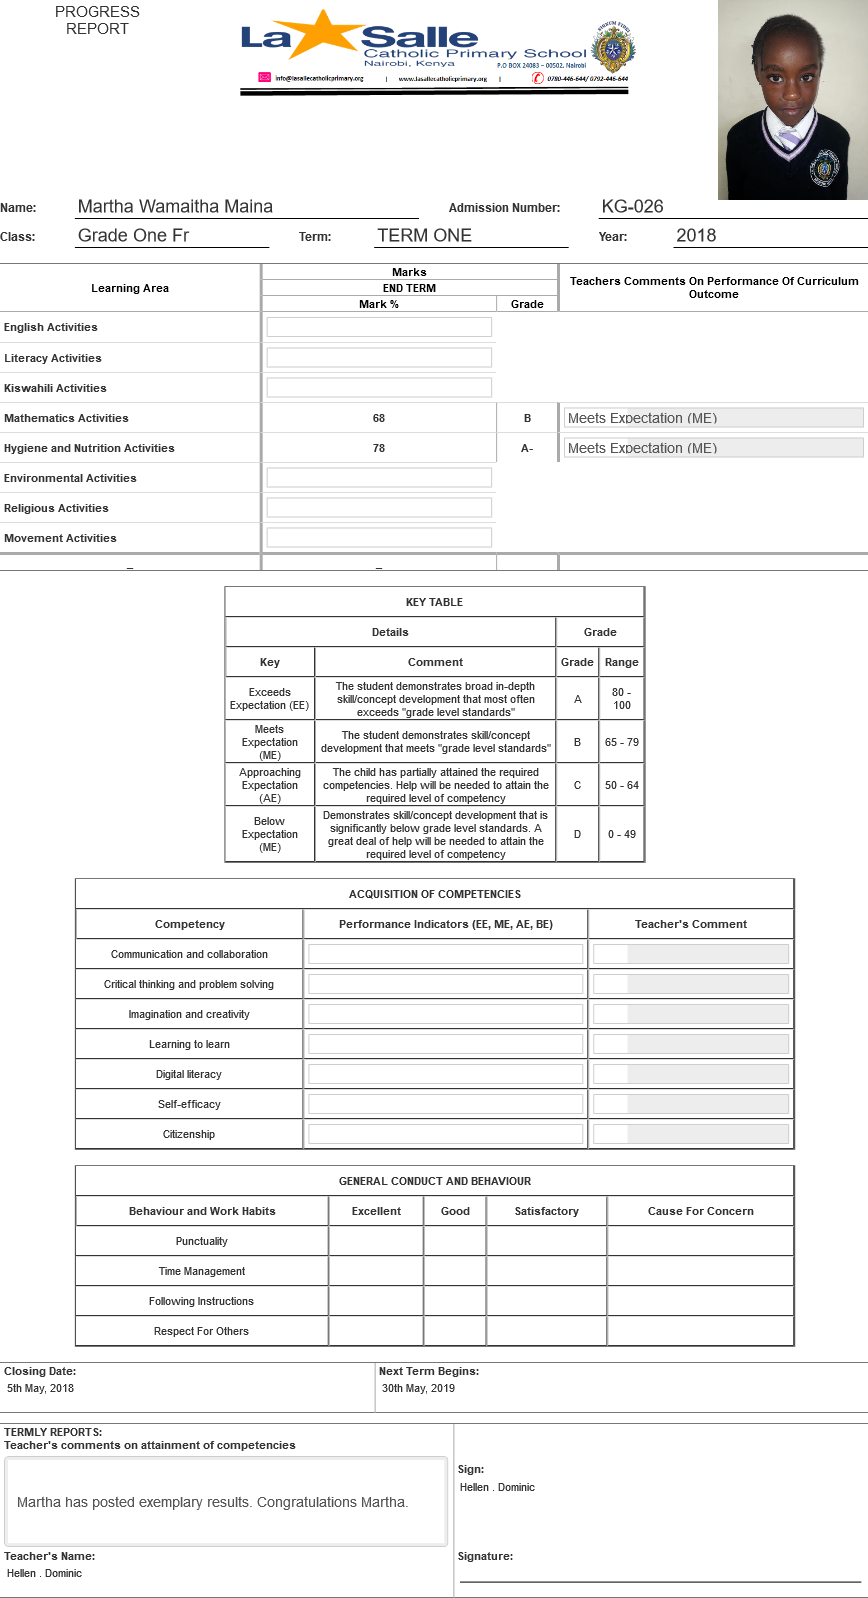 PROGRESS
REPORT
La Salle
Catholic Primary School
Nairobi, Kenya
P.O BOX 24083 – 00502, Nairobi
info@lasallecatholicprimary.org | www.lasallecatholicprimary.org | 0780-446-644/ 0792-446-644
Name: Martha Wamaitha Maina Admission Number: KG-026
Class: Grade One Fr Term: TERM ONE Year: 2018
Learning Area Marks Teachers Comments On Performance Of Curriculum Outcome
END TERM
Mark % Grade
English Activities
Literacy Activities
Kiswahili Activities
Mathematics Activities 68 B Meets Expectation (ME)
Hygiene and Nutrition Activities 78 A- Meets Expectation (ME)
Environmental Activities
Religious Activities
Movement Activities
– –
KEY TABLE
Details Grade
Key Comment Grade Range
Exceeds Expectation (EE) The student demonstrates broad in-depth skill/concept development that most often exceeds "grade level standards" A 80 - 100
Meets Expectation (ME) The student demonstrates skill/concept development that meets "grade level standards" B 65 - 79
Approaching Expectation (AE) The child has partially attained the required competencies. Help will be needed to attain the required level of competency C 50 - 64
Below Expectation (ME) Demonstrates skill/concept development that is significantly below grade level standards. A great deal of help will be needed to attain the required level of competency D 0 - 49
ACQUISITION OF COMPETENCIES
Competency Performance Indicators (EE, ME, AE, BE) Teacher's Comment
Communication and collaboration
Critical thinking and problem solving
Imagination and creativity
Learning to learn
Digital literacy
Self-efficacy
Citizenship
GENERAL CONDUCT AND BEHAVIOUR
Behaviour and Work Habits Excellent Good Satisfactory Cause For Concern
Punctuality
Time Management
Following Instructions
Respect For Others
Closing Date: Next Term Begins:
5th May, 2018 30th May, 2019
TERMLY REPORTS:
Teacher's comments on attainment of competencies
Sign:
Hellen . Dominic
Martha has posted exemplary results. Congratulations Martha.
Teacher's Name: Signature:
Hellen . Dominic